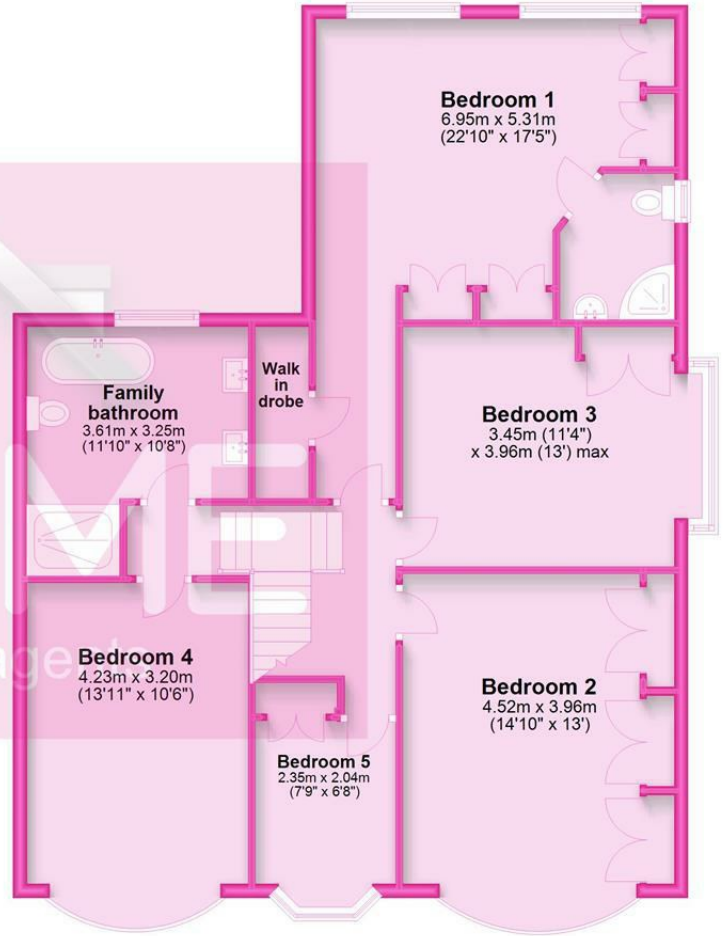 Bedroom 1
6.95m x 5.31m
(22'10" x 17'5")
Walk
in
drobe
Family
bathroom
3.61m x 3.25m
(11'10" x 10'8")
Bedroom 3
3.45m (11'4")
x 3.96m (13') max
ME
agents
Bedroom 4
4.23m x 3.20m
(13'11" x 10'6")
Bedroom 2
4.52m x 3.96m
(14'10" x 13')
Bedroom 5
2.35m x 2.04m
(7'9" x 6'8")